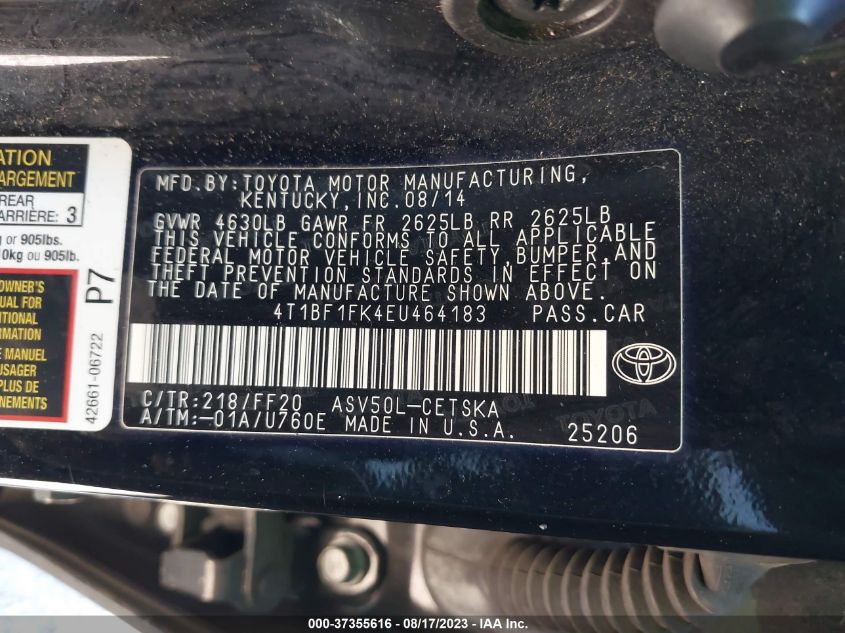 ATION
ARGEMENT
REAR
ARRIÈRE: 3
g or 905lbs.
0kg ou 905lb.
OWNER'S
UAL FOR
ITIONAL
RMATION
E MANUEL
PLUS DE
NEMENTS
P7
42661-06722
MFD.BY:TOYOTA MOTOR MANUFACTURING,
KENTUCKY, INC.08/14
GVWR 4630LB GAWR FR 2625LB RR 2625LB
THIS VEHICLE CONFORMS TO ALL APPLICABLE
FEDERAL MOTOR VEHICLE SAFETY,BUMPER,AND
THEFT PREVENTION STANDARDS IN EFFECT ON
THE DATE OF MANUFACTURE SHOWN ABOVE.
4T1BF1FK4EU464183 PASS.CAR
C/TR:218/FF20 ASV50L-CETSKA
A/TM:-01A/U760E MADE IN U.S.A. 25206
000-37355616 - 08/17/2023 - © IAA, Inc.